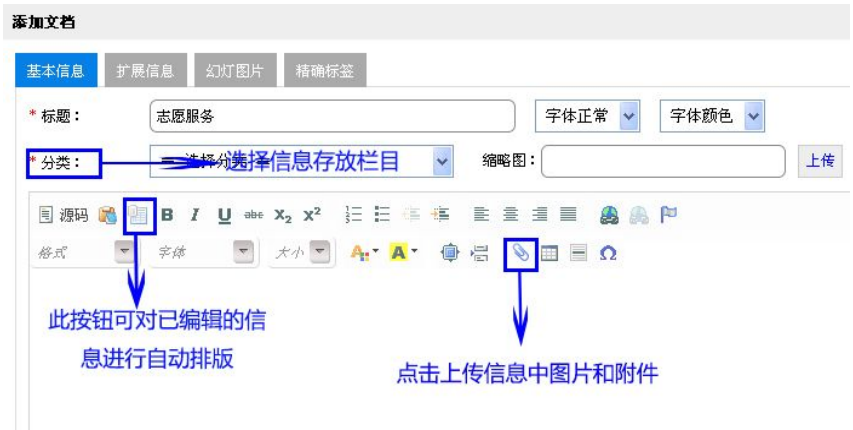 添加文档
基本信息 扩展信息 幻灯图片 精确标签
* 标题： 志愿服务 字体正常 字体颜色
* 分类： 选择信息存放栏目 缩略图： 上传
源码 B I U abc X₂ X²
格式 字体 大小 A A Ω
此按钮可对已编辑的信
息进行自动排版
点击上传信息中图片和附件